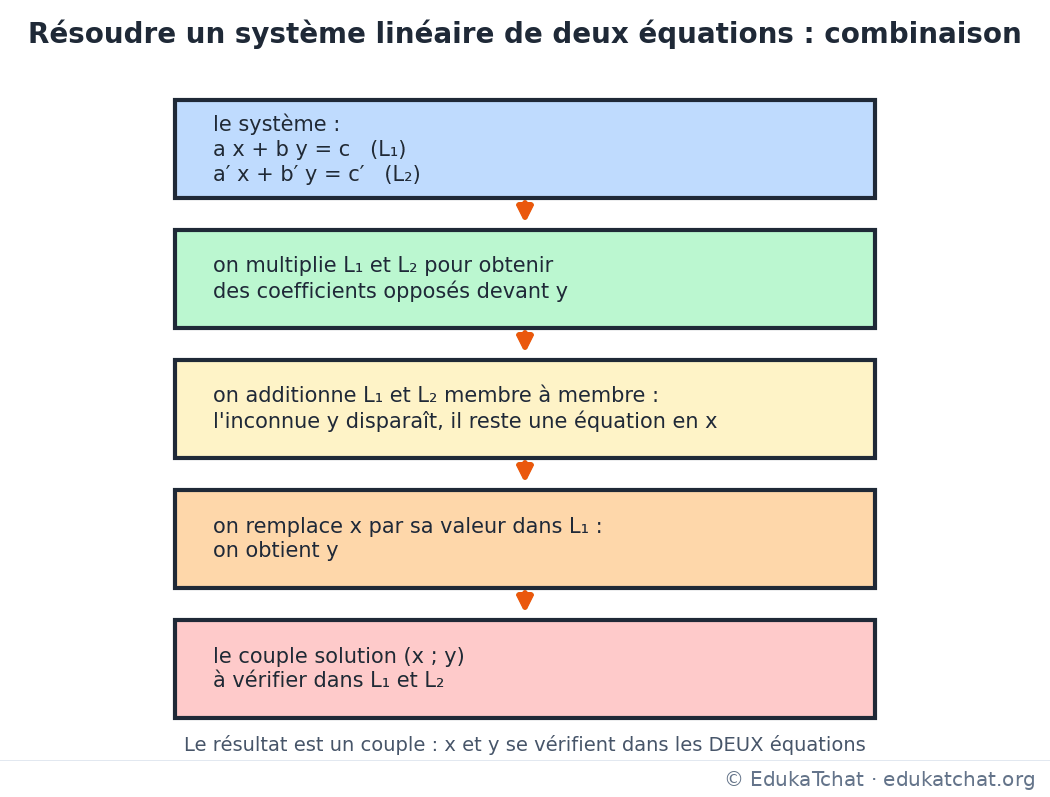 Résoudre un système linéaire de deux équations : combinaison
le système :
a x + b y = c (L₁)
a′ x + b′ y = c′ (L₂)
on multiplie L₁ et L₂ pour obtenir
des coefficients opposés devant y
on additionne L₁ et L₂ membre à membre :
l'inconnue y disparaît, il reste une équation en x
on remplace x par sa valeur dans L₁ :
on obtient y
le couple solution (x ; y)
à vérifier dans L₁ et L₂
Le résultat est un couple : x et y se vérifient dans les DEUX équations
© EdukaTchat · edukatchat.org